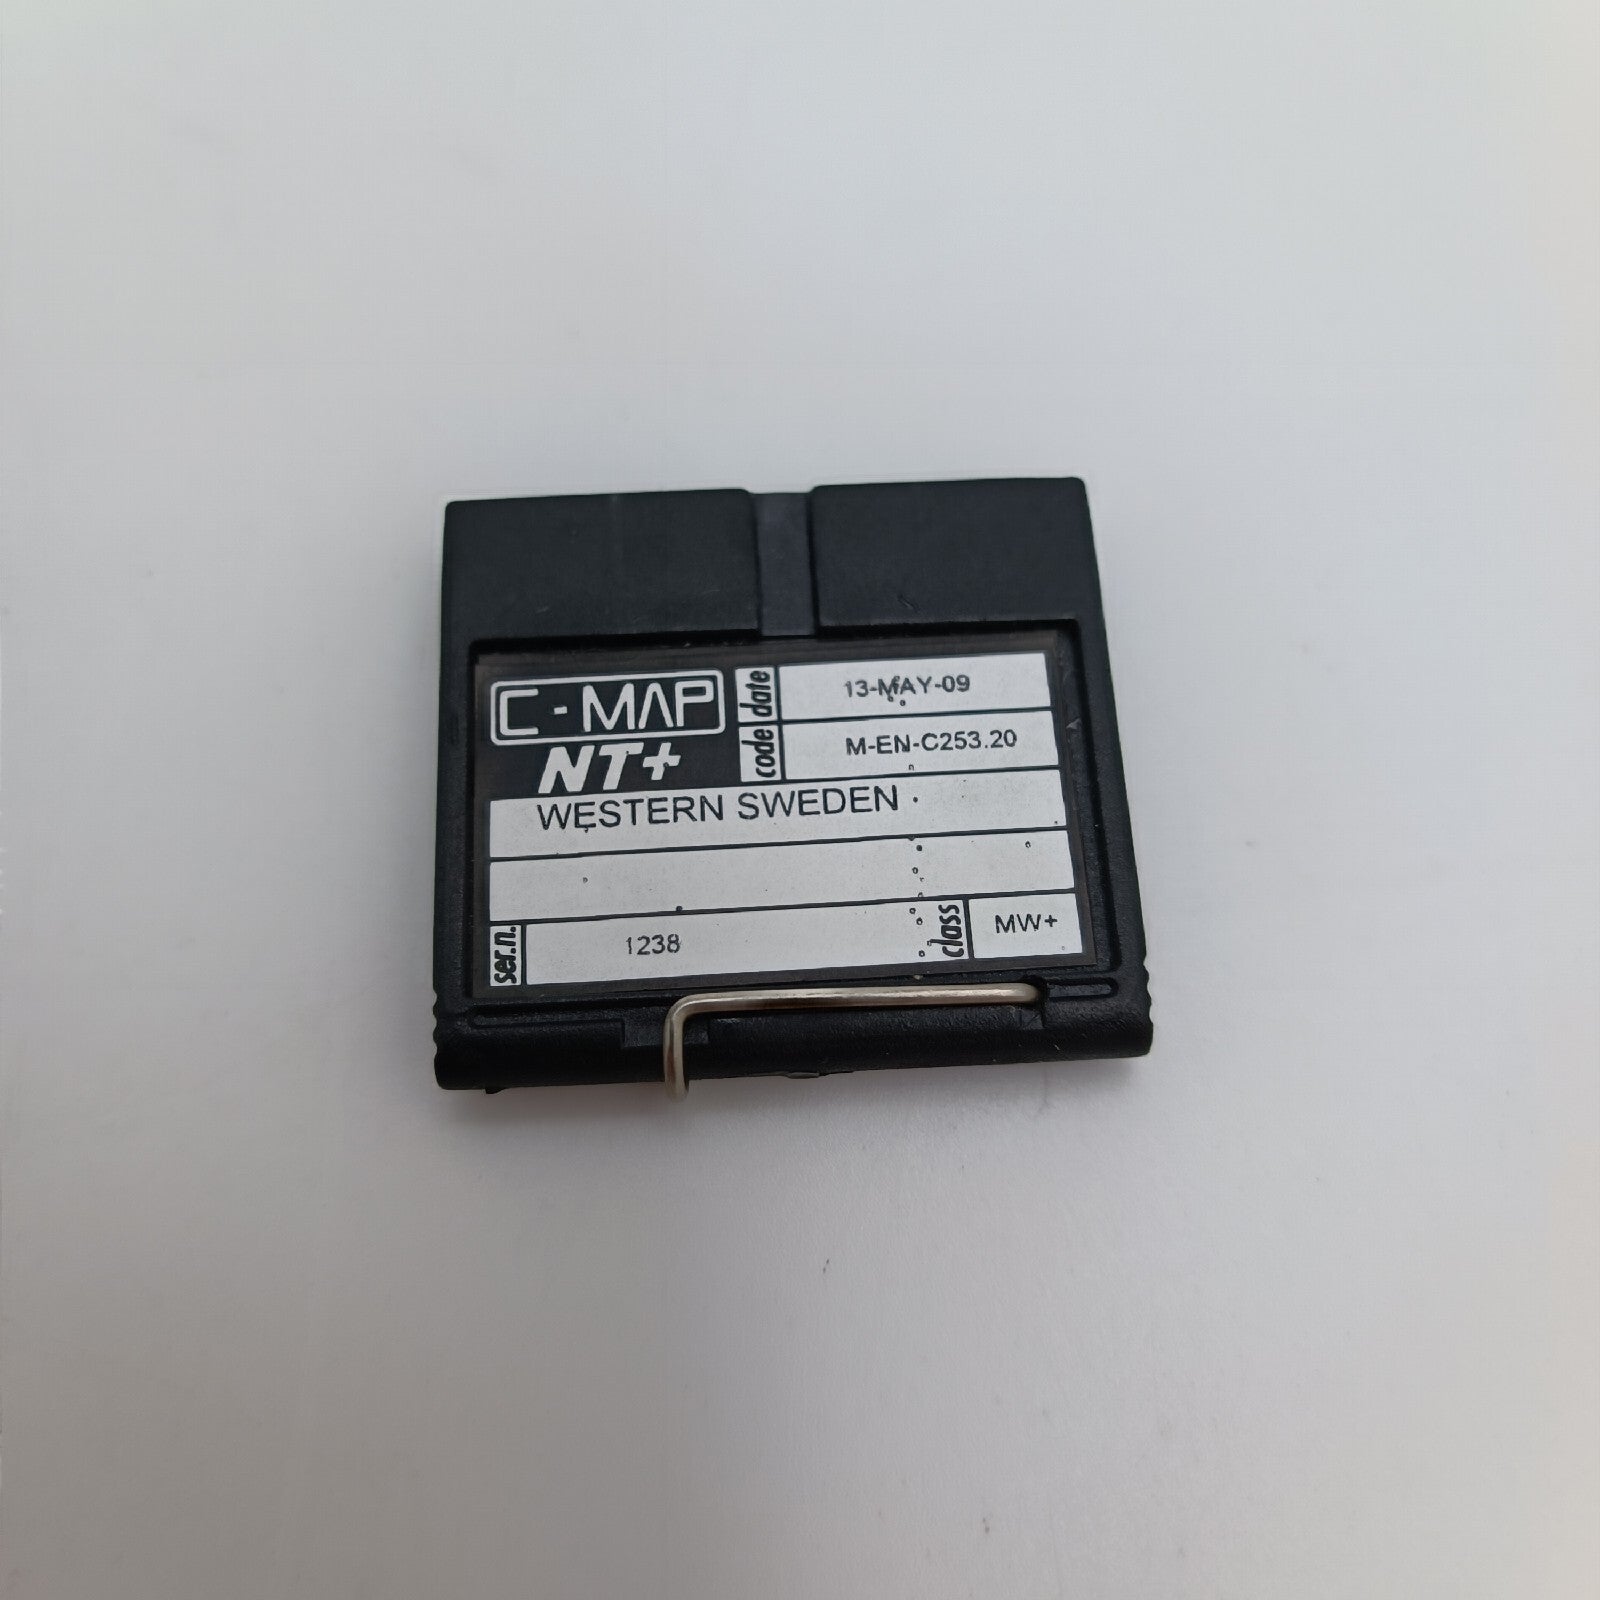 C-MAP
NT+
date 13-MAY-09
code M-EN-C253.20
WESTERN SWEDEN
ser.n. 1238
class MW+